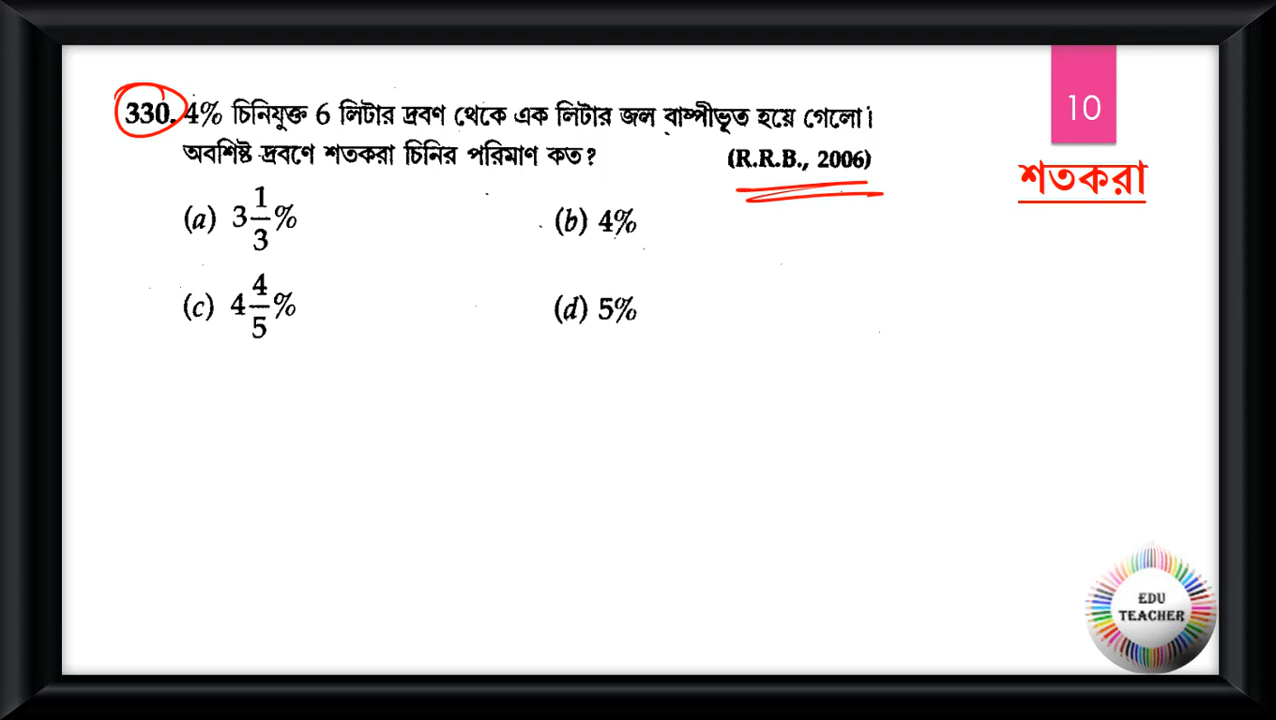 330. 4% চিনিযুক্ত 6 লিটার দ্রবণ থেকে এক লিটার জল বাষ্পীভূত হয়ে গেলো।
অবশিষ্ট দ্রবণে শতকরা চিনির পরিমাণ কত? (R.R.B., 2006)
(a) 3 1/3 % (b) 4%
(c) 4 4/5 % (d) 5%
10
শতকরা
EDU
TEACHER